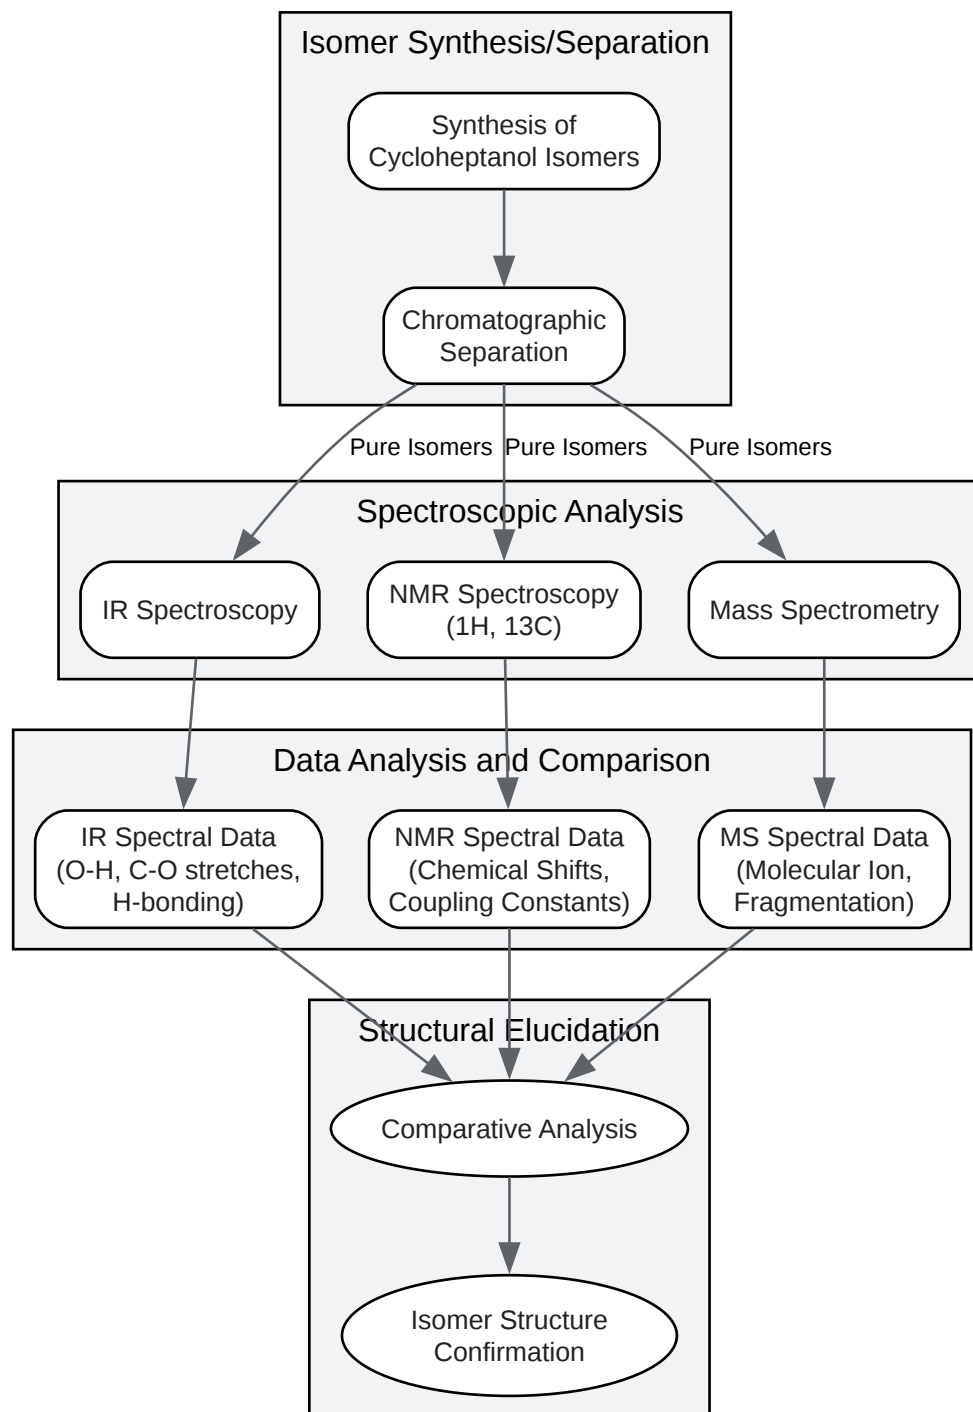 Isomer Synthesis/Separation
Synthesis of
Cycloheptanol Isomers
Chromatographic
Separation
Pure Isomers
Pure Isomers
Pure Isomers
Spectroscopic Analysis
IR Spectroscopy
NMR Spectroscopy
(1H, 13C)
Mass Spectrometry
Data Analysis and Comparison
IR Spectral Data
(O-H, C-O stretches,
H-bonding)
NMR Spectral Data
(Chemical Shifts,
Coupling Constants)
MS Spectral Data
(Molecular Ion,
Fragmentation)
Structural Elucidation
Comparative Analysis
Isomer Structure
Confirmation